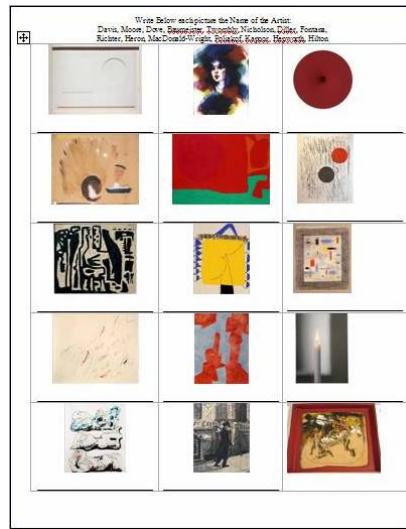 Write Below each picture the Name of the Artist:
Davis, Moore, Dove, Baumeister, Twombly, Nicholson, Diller, Fontana,
Richter, Heron, MacDonald-Wright, Poliakof, Kapoor, Hepworth, Hilton